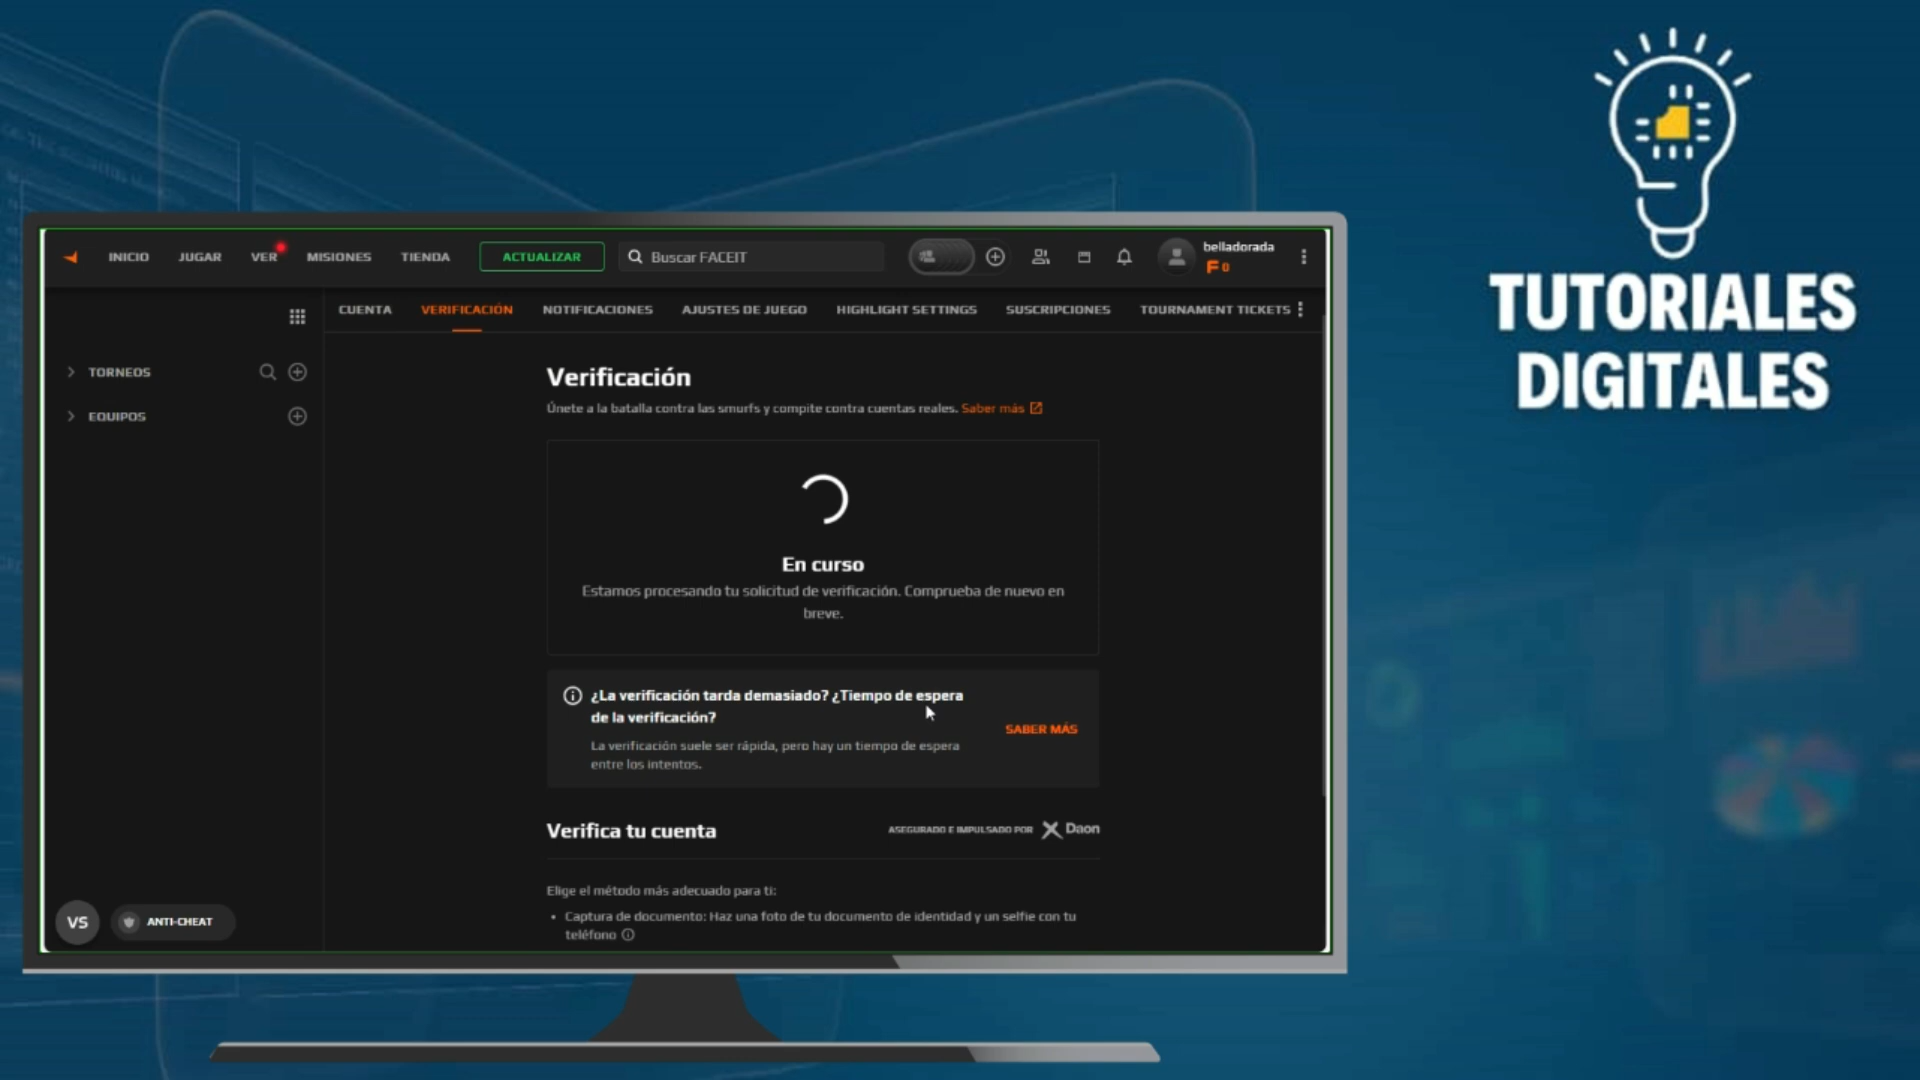 TUTORIALES
DIGITALES
INICIO JUGAR VER MISIONES TIENDA ACTUALIZAR Buscar FACEIT belladorada
F 0
CUENTA VERIFICACIÓN NOTIFICACIONES AJUSTES DE JUEGO HIGHLIGHT SETTINGS SUSCRIPCIONES TOURNAMENT TICKETS
TORNEOS
EQUIPOS
Verificación
Únete a la batalla contra las smurfs y compite contra cuentas reales. Saber más
En curso
Estamos procesando tu solicitud de verificación. Comprueba de nuevo en
breve.
¿La verificación tarda demasiado? ¿Tiempo de espera
de la verificación?
La verificación suele ser rápida, pero hay un tiempo de espera
entre los intentos.
SABER MÁS
Verifica tu cuenta ASEGURADO E IMPULSADO POR Daon
Elige el método más adecuado para ti:
• Captura de documento: Haz una foto de tu documento de identidad y un selfie con tu
teléfono
VS ANTI-CHEAT